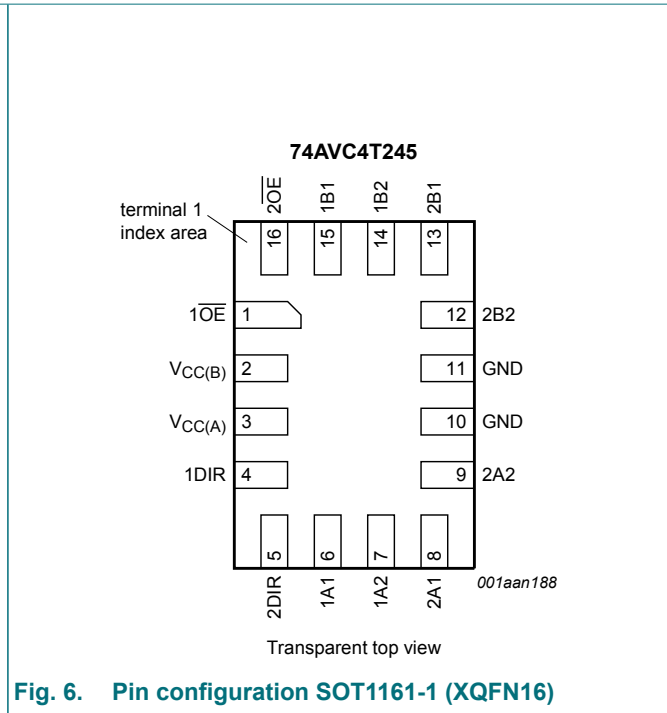 74AVC4T245
terminal 1
index area
2OE
1B1
1B2
2B1
16
15
14
13
1OE 1
12 2B2
VCC(B) 2
11 GND
VCC(A) 3
10 GND
1DIR 4
9 2A2
5
6
7
8
2DIR
1A1
1A2
2A1
001aan188
Transparent top view
Fig. 6. Pin configuration SOT1161-1 (XQFN16)